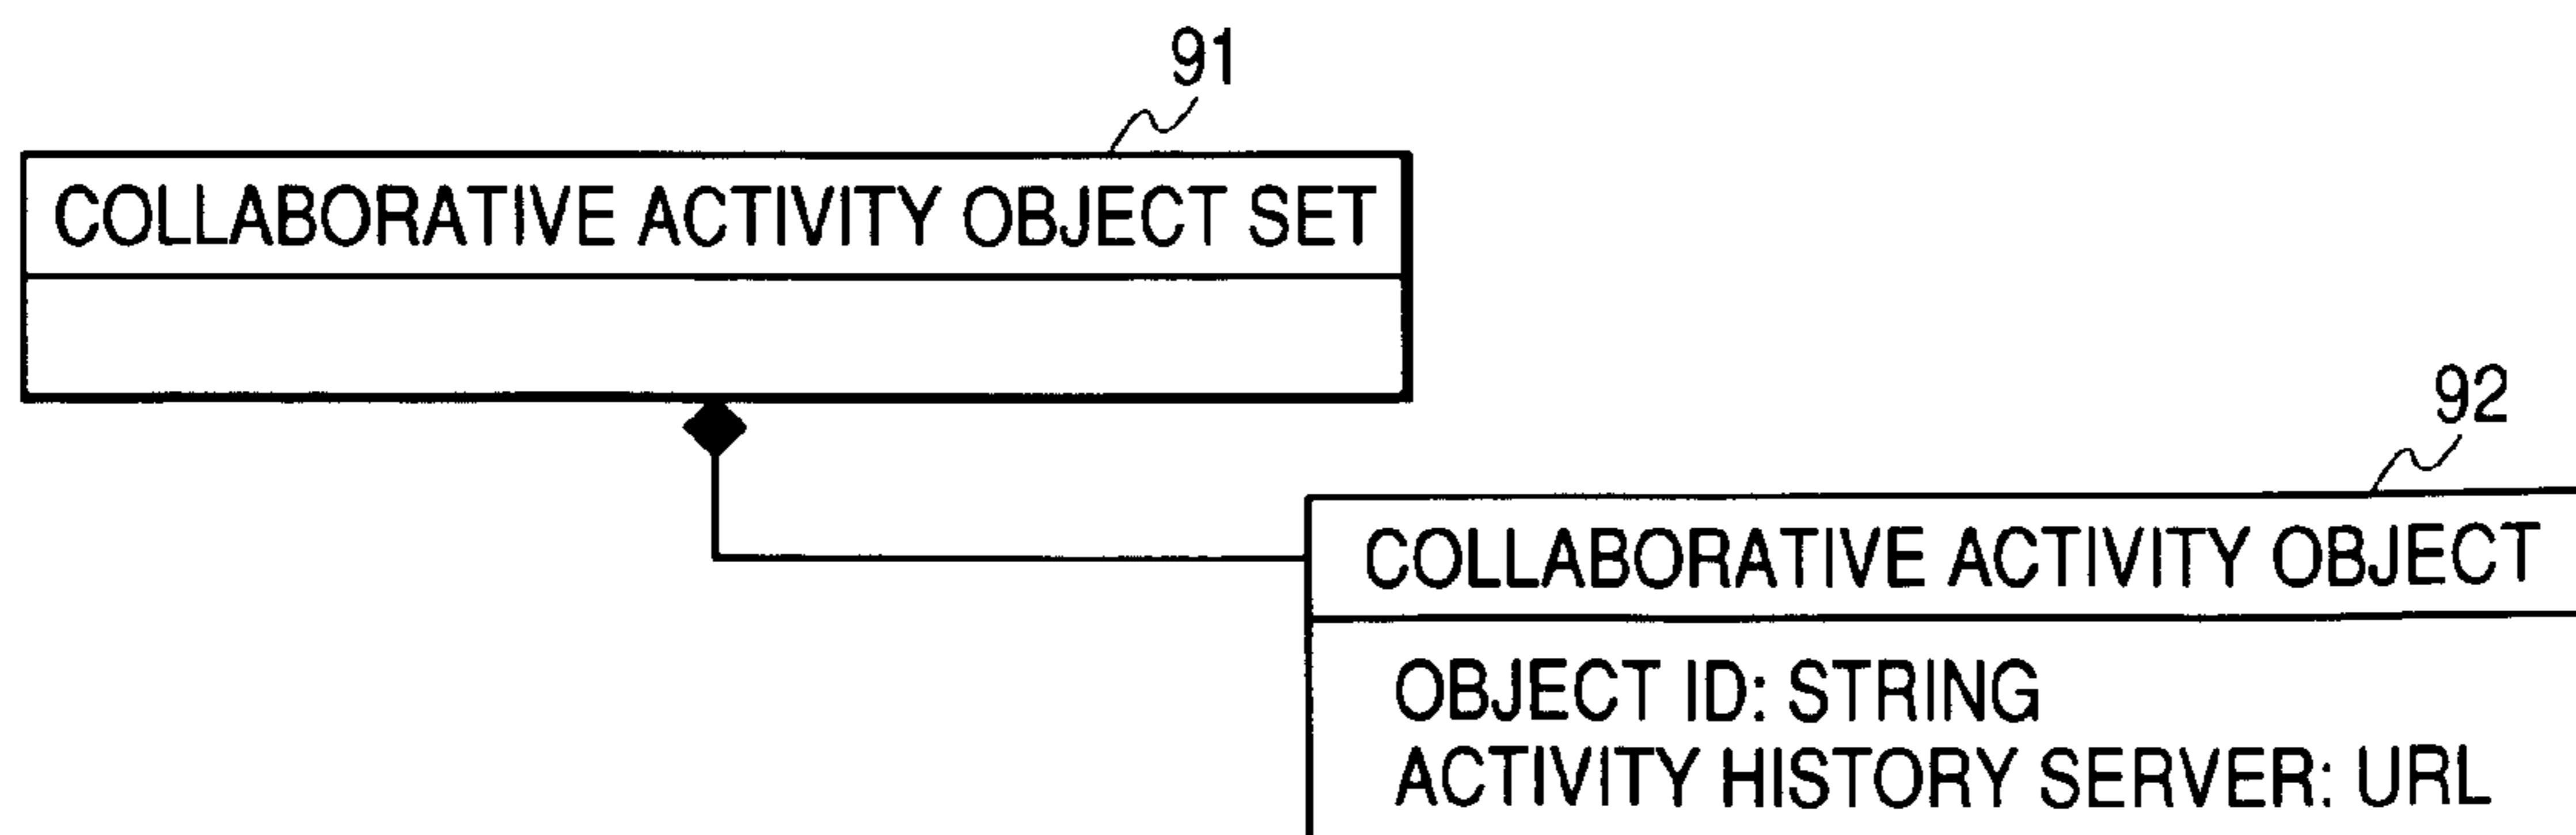 91
COLLABORATIVE ACTIVITY OBJECT SET
92
COLLABORATIVE ACTIVITY OBJECT
OBJECT ID: STRING
ACTIVITY HISTORY SERVER: URL